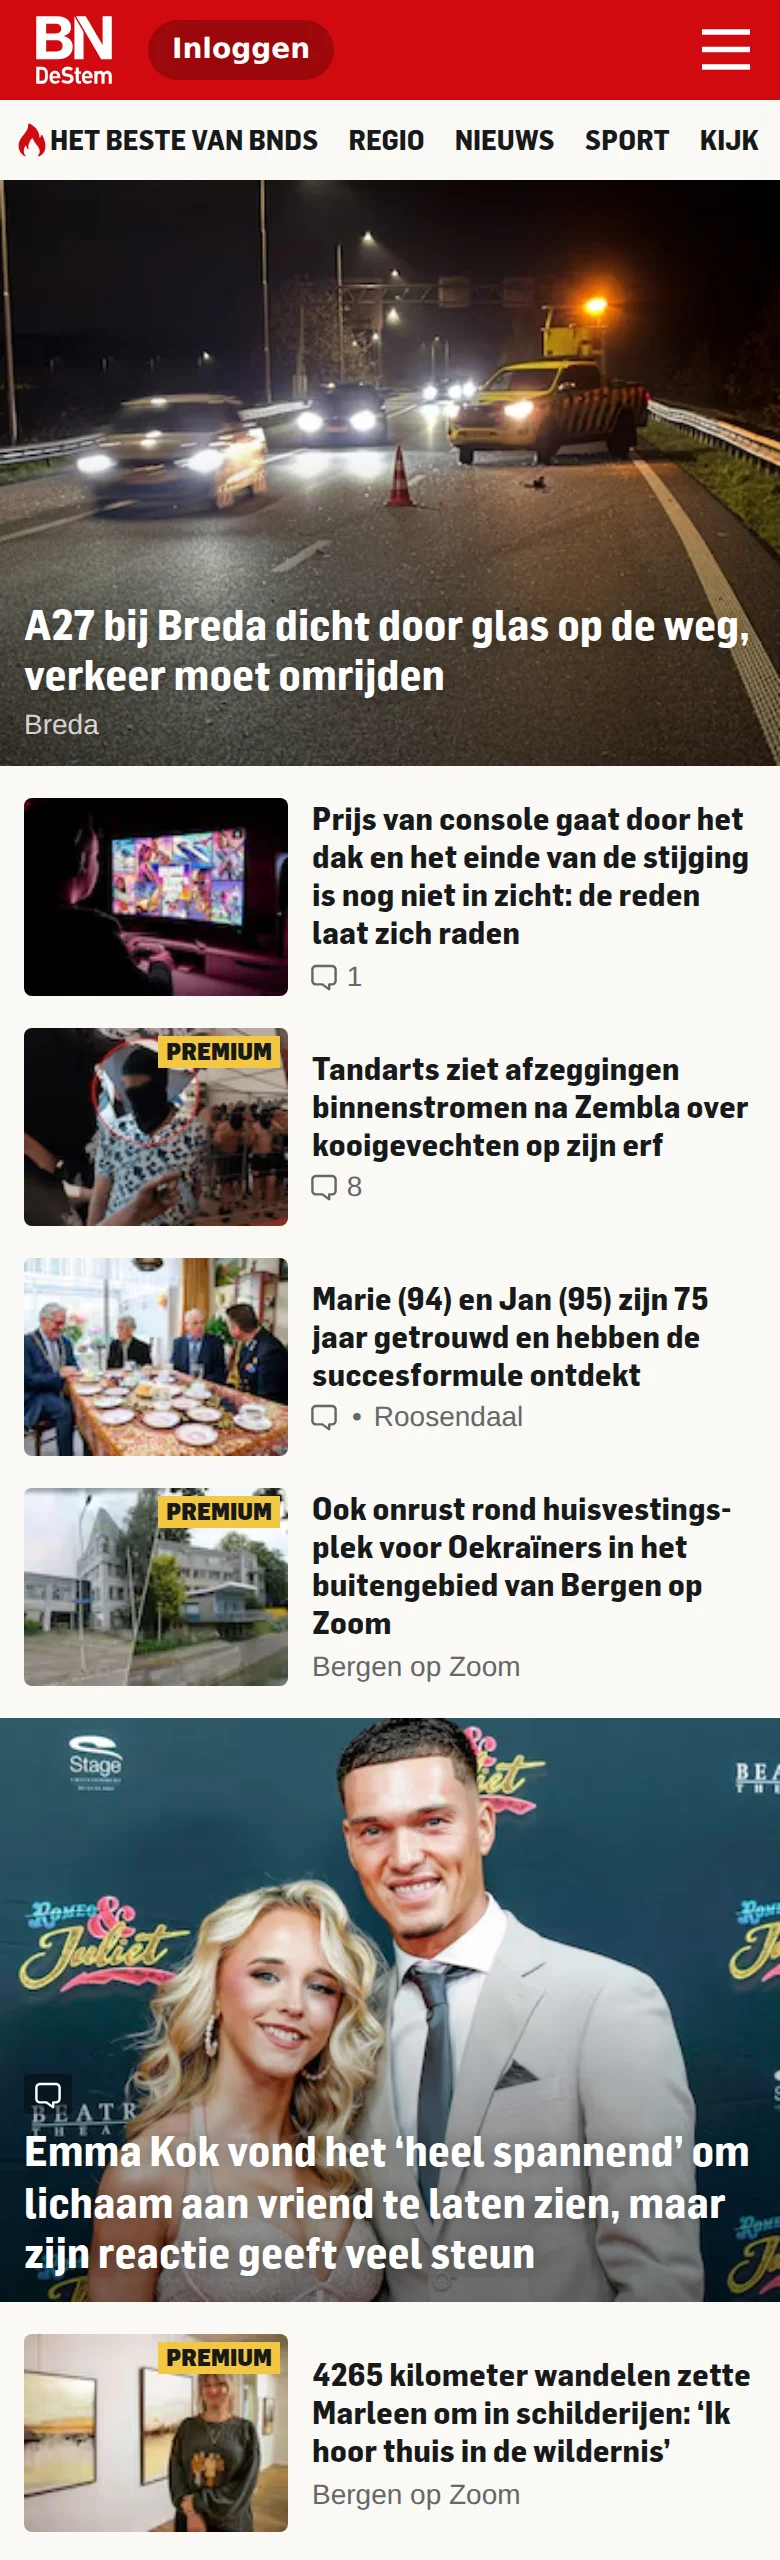 BN
DeStem
Inloggen
HET BESTE VAN BNDS REGIO NIEUWS SPORT KIJK
A27 bij Breda dicht door glas op de weg,
verkeer moet omrijden
Breda
Prijs van console gaat door het
dak en het einde van de stijging
is nog niet in zicht: de reden
laat zich raden
1
PREMIUM
Tandarts ziet afzeggingen
binnenstromen na Zembla over
kooigevechten op zijn erf
8
Marie (94) en Jan (95) zijn 75
jaar getrouwd en hebben de
succesformule ontdekt
• Roosendaal
PREMIUM
Ook onrust rond huisvestings-
plek voor Oekraïners in het
buitengebied van Bergen op
Zoom
Bergen op Zoom
Stage
Romeo
&
Juliet
BEATR
Emma Kok vond het ‘heel spannend’ om
lichaam aan vriend te laten zien, maar
zijn reactie geeft veel steun
PREMIUM
4265 kilometer wandelen zette
Marleen om in schilderijen: ‘Ik
hoor thuis in de wildernis’
Bergen op Zoom